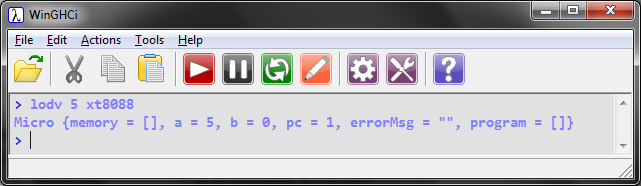 WinGHCi
File Edit Actions Tools Help
> lodv 5 xt8088
Micro {memory = [], a = 5, b = 0, pc = 1, errorMsg = "", program = []}
>